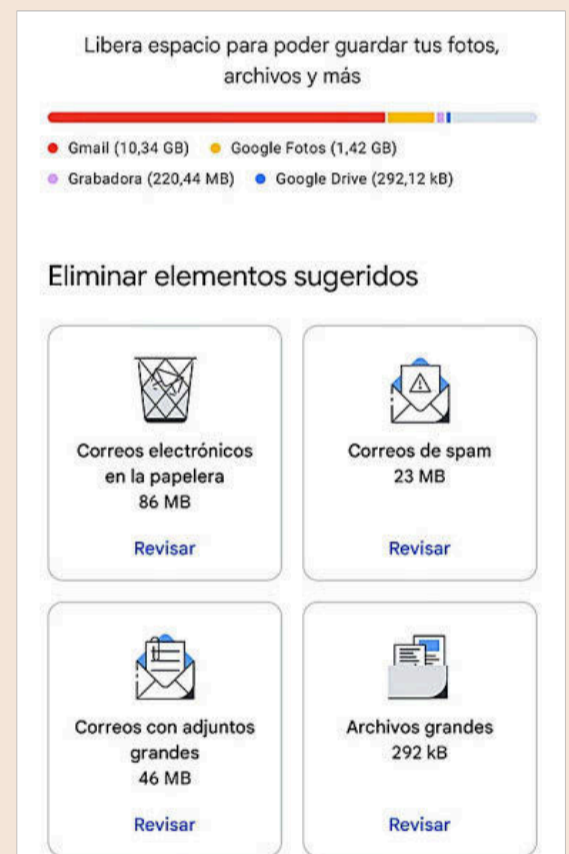 Libera espacio para poder guardar tus fotos,
archivos y más
Gmail (10,34 GB) Google Fotos (1,42 GB)
Grabadora (220,44 MB) Google Drive (292,12 kB)
Eliminar elementos sugeridos
Correos electrónicos
en la papelera
86 MB
Revisar
Correos de spam
23 MB
Revisar
Correos con adjuntos
grandes
46 MB
Revisar
Archivos grandes
292 kB
Revisar